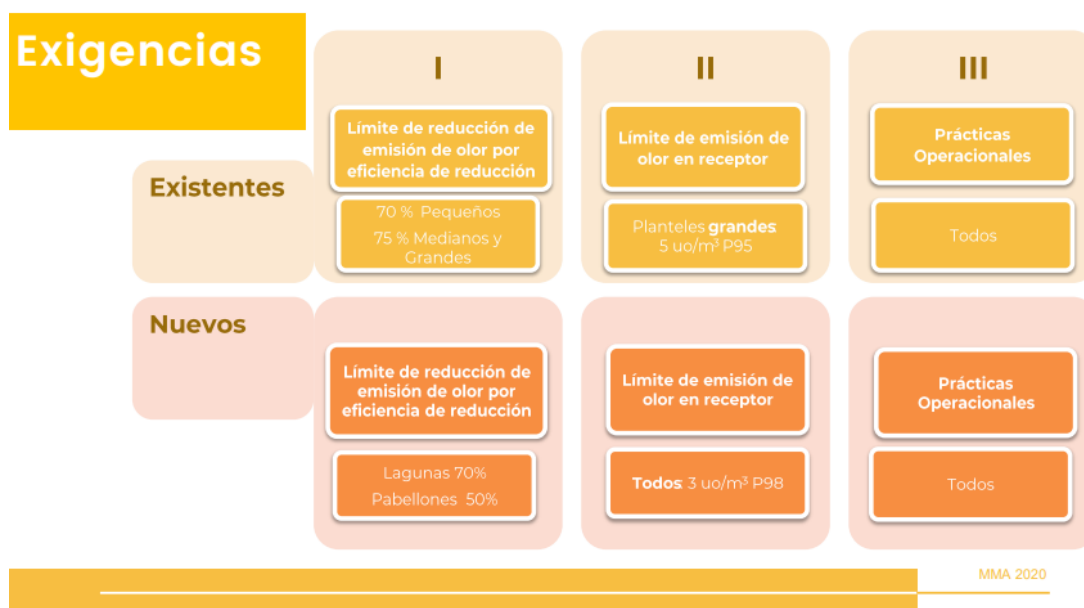 Exigencias
I
II
III
Existentes
Límite de reducción de
emisión de olor por
eficiencia de reducción
Límite de emisión de
olor en receptor
Prácticas
Operacionales
70 % Pequeños
75 % Medianos y
Grandes
Planteles grandes:
5 uo/m³ P95
Todos
Nuevos
Límite de reducción de
emisión de olor por
eficiencia de reducción
Límite de emisión de
olor en receptor
Prácticas
Operacionales
Lagunas 70%
Pabellones 50%
Todos: 3 uo/m³ P98
Todos
MMA 2020